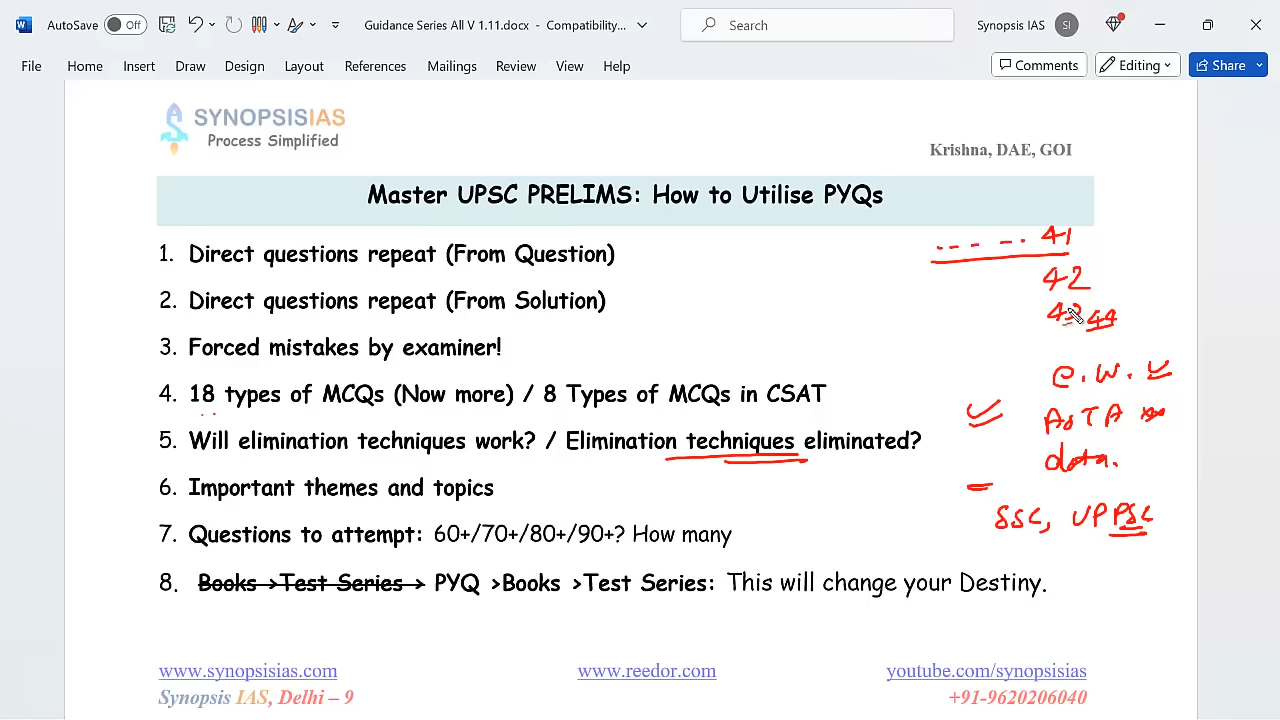 AutoSave Off Guidance Series All V 1.11.docx - Compatibility... Search Synopsis IAS SI
File Home Insert Draw Design Layout References Mailings Review View Help Comments Editing Share
SYNOPSISIAS
Process Simplified
Krishna, DAE, GOI
Master UPSC PRELIMS: How to Utilise PYQs
41
1. Direct questions repeat (From Question)
42
2. Direct questions repeat (From Solution)
43 44
3. Forced mistakes by examiner!
e.W.
4. 18 types of MCQs (Now more) / 8 Types of MCQs in CSAT
5. Will elimination techniques work? / Elimination techniques eliminated?
data.
6. Important themes and topics
SSC, UPPSC
7. Questions to attempt: 60+/70+/80+/90+? How many
8. Books >Test Series > PYQ >Books >Test Series: This will change your Destiny.
www.synopsisias.com www.reedor.com youtube.com/synopsisias
Synopsis IAS, Delhi – 9 +91-9620206040